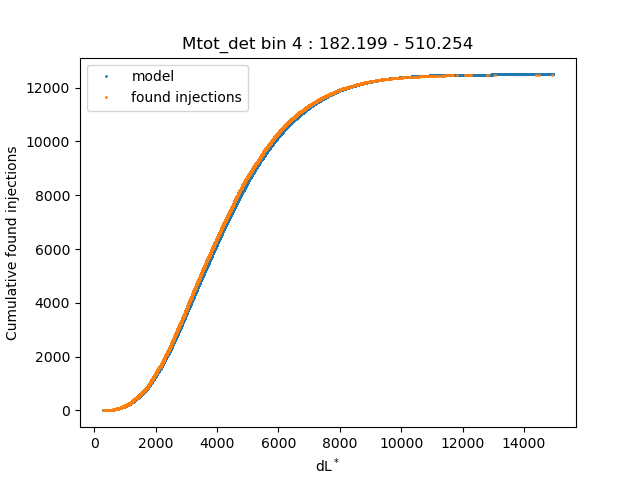 Mtot_det bin 4 : 182.199 - 510.254
model
found injections
Cumulative found injections
12000
10000
8000
6000
4000
2000
0
0 2000 4000 6000 8000 10000 12000 14000
dL*